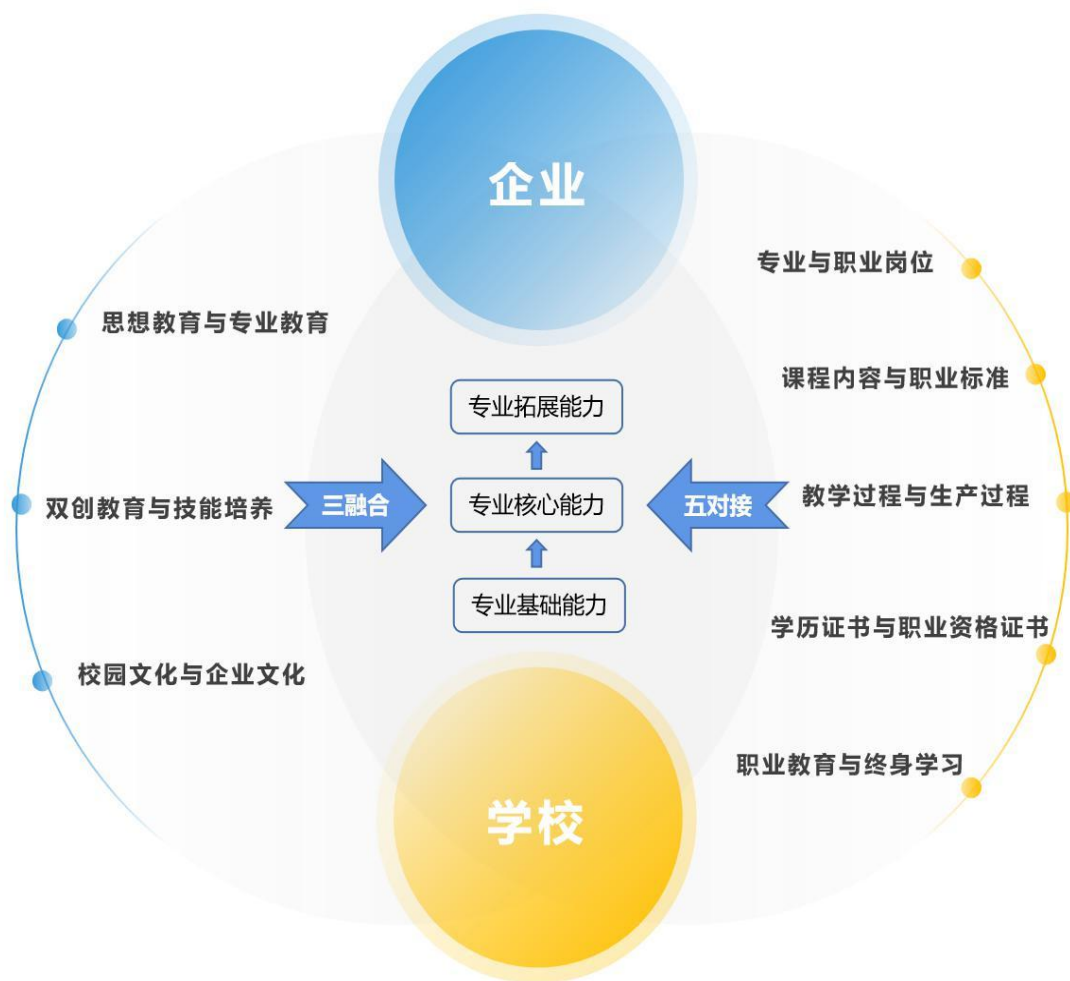 企业
思想教育与专业教育
双创教育与技能培养
校园文化与企业文化
三融合
专业拓展能力
专业核心能力
专业基础能力
五对接
专业与职业岗位
课程内容与职业标准
教学过程与生产过程
学历证书与职业资格证书
职业教育与终身学习
学校